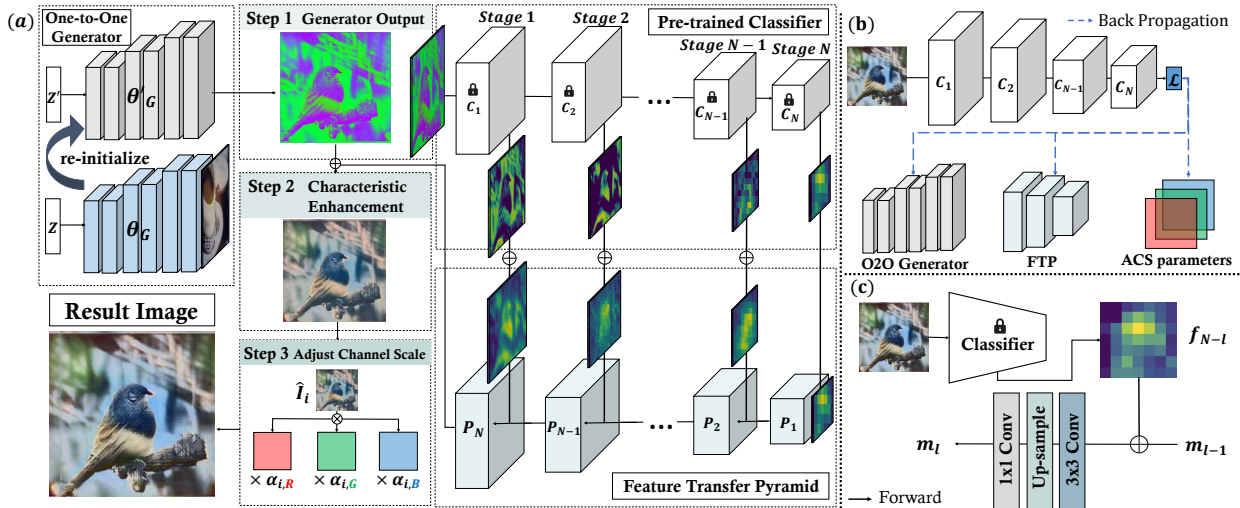 (a)
One-to-One
Generator
Z'
θ'G
re-initialize
Z
θG
Step 1 Generator Output
Step 2 Characteristic
Enhancement
Step 3 Adjust Channel Scale
Îi
× αi,R
× αi,G
× αi,B
Result Image
Stage 1
Stage 2
Pre-trained Classifier
Stage N − 1
Stage N
C1
C2
...
CN−1
CN
PN
PN−1
...
P2
P1
Feature Transfer Pyramid
(b)
Back Propagation
C1
C2
CN−1
CN
ℒ
O2O Generator
FTP
ACS parameters
(c)
Classifier
fN−l
ml
1x1 Conv
Up-sample
3x3 Conv
ml−1
Forward